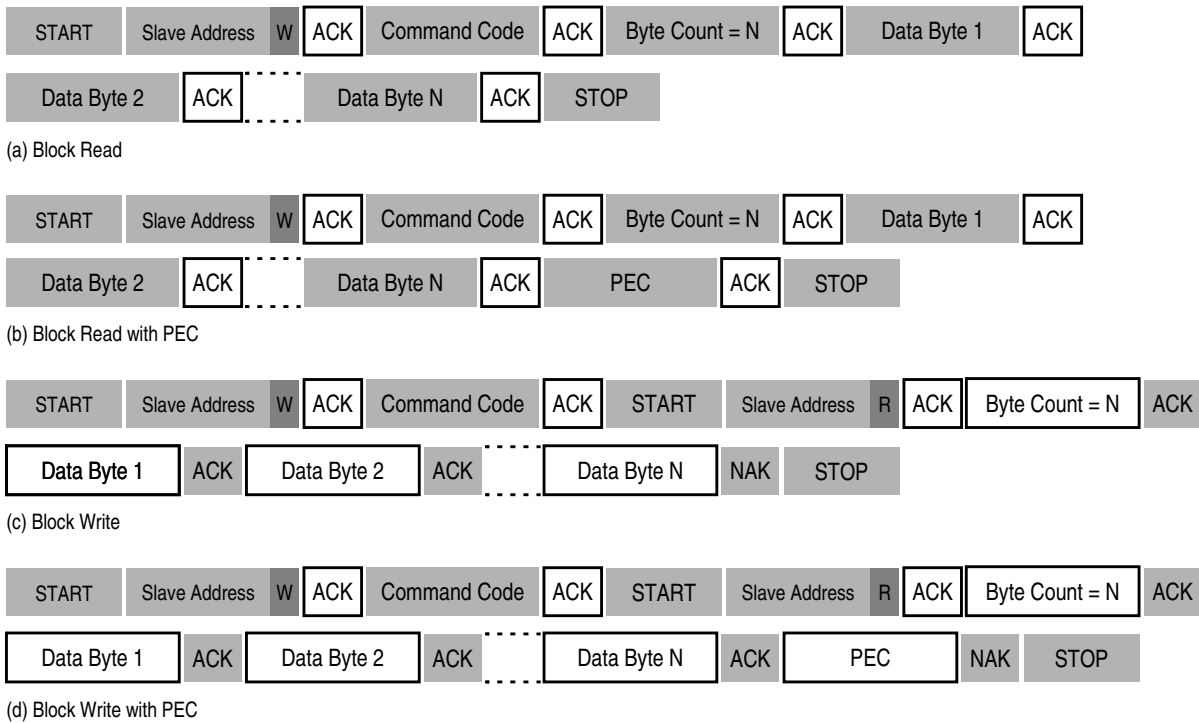 START Slave Address W ACK Command Code ACK Byte Count = N ACK Data Byte 1 ACK
Data Byte 2 ACK Data Byte N ACK STOP
(a) Block Read
START Slave Address W ACK Command Code ACK Byte Count = N ACK Data Byte 1 ACK
Data Byte 2 ACK Data Byte N ACK PEC ACK STOP
(b) Block Read with PEC
START Slave Address W ACK Command Code ACK START Slave Address R ACK Byte Count = N ACK
Data Byte 1 ACK Data Byte 2 ACK Data Byte N NAK STOP
(c) Block Write
START Slave Address W ACK Command Code ACK START Slave Address R ACK Byte Count = N ACK
Data Byte 1 ACK Data Byte 2 ACK Data Byte N ACK PEC NAK STOP
(d) Block Write with PEC